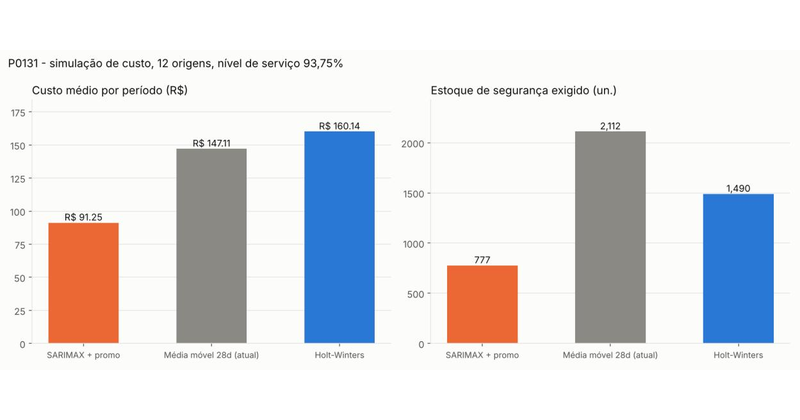 P0131 - simulação de custo, 12 origens, nível de serviço 93,75%
Custo médio por período (R$)
175
150
125
100
75
50
25
0
R$ 91.25
R$ 147.11
R$ 160.14
SARIMAX + promo
Média móvel 28d (atual)
Holt-Winters
Estoque de segurança exigido (un.)
2000
1500
1000
500
0
777
2,112
1,490
SARIMAX + promo
Média móvel 28d (atual)
Holt-Winters